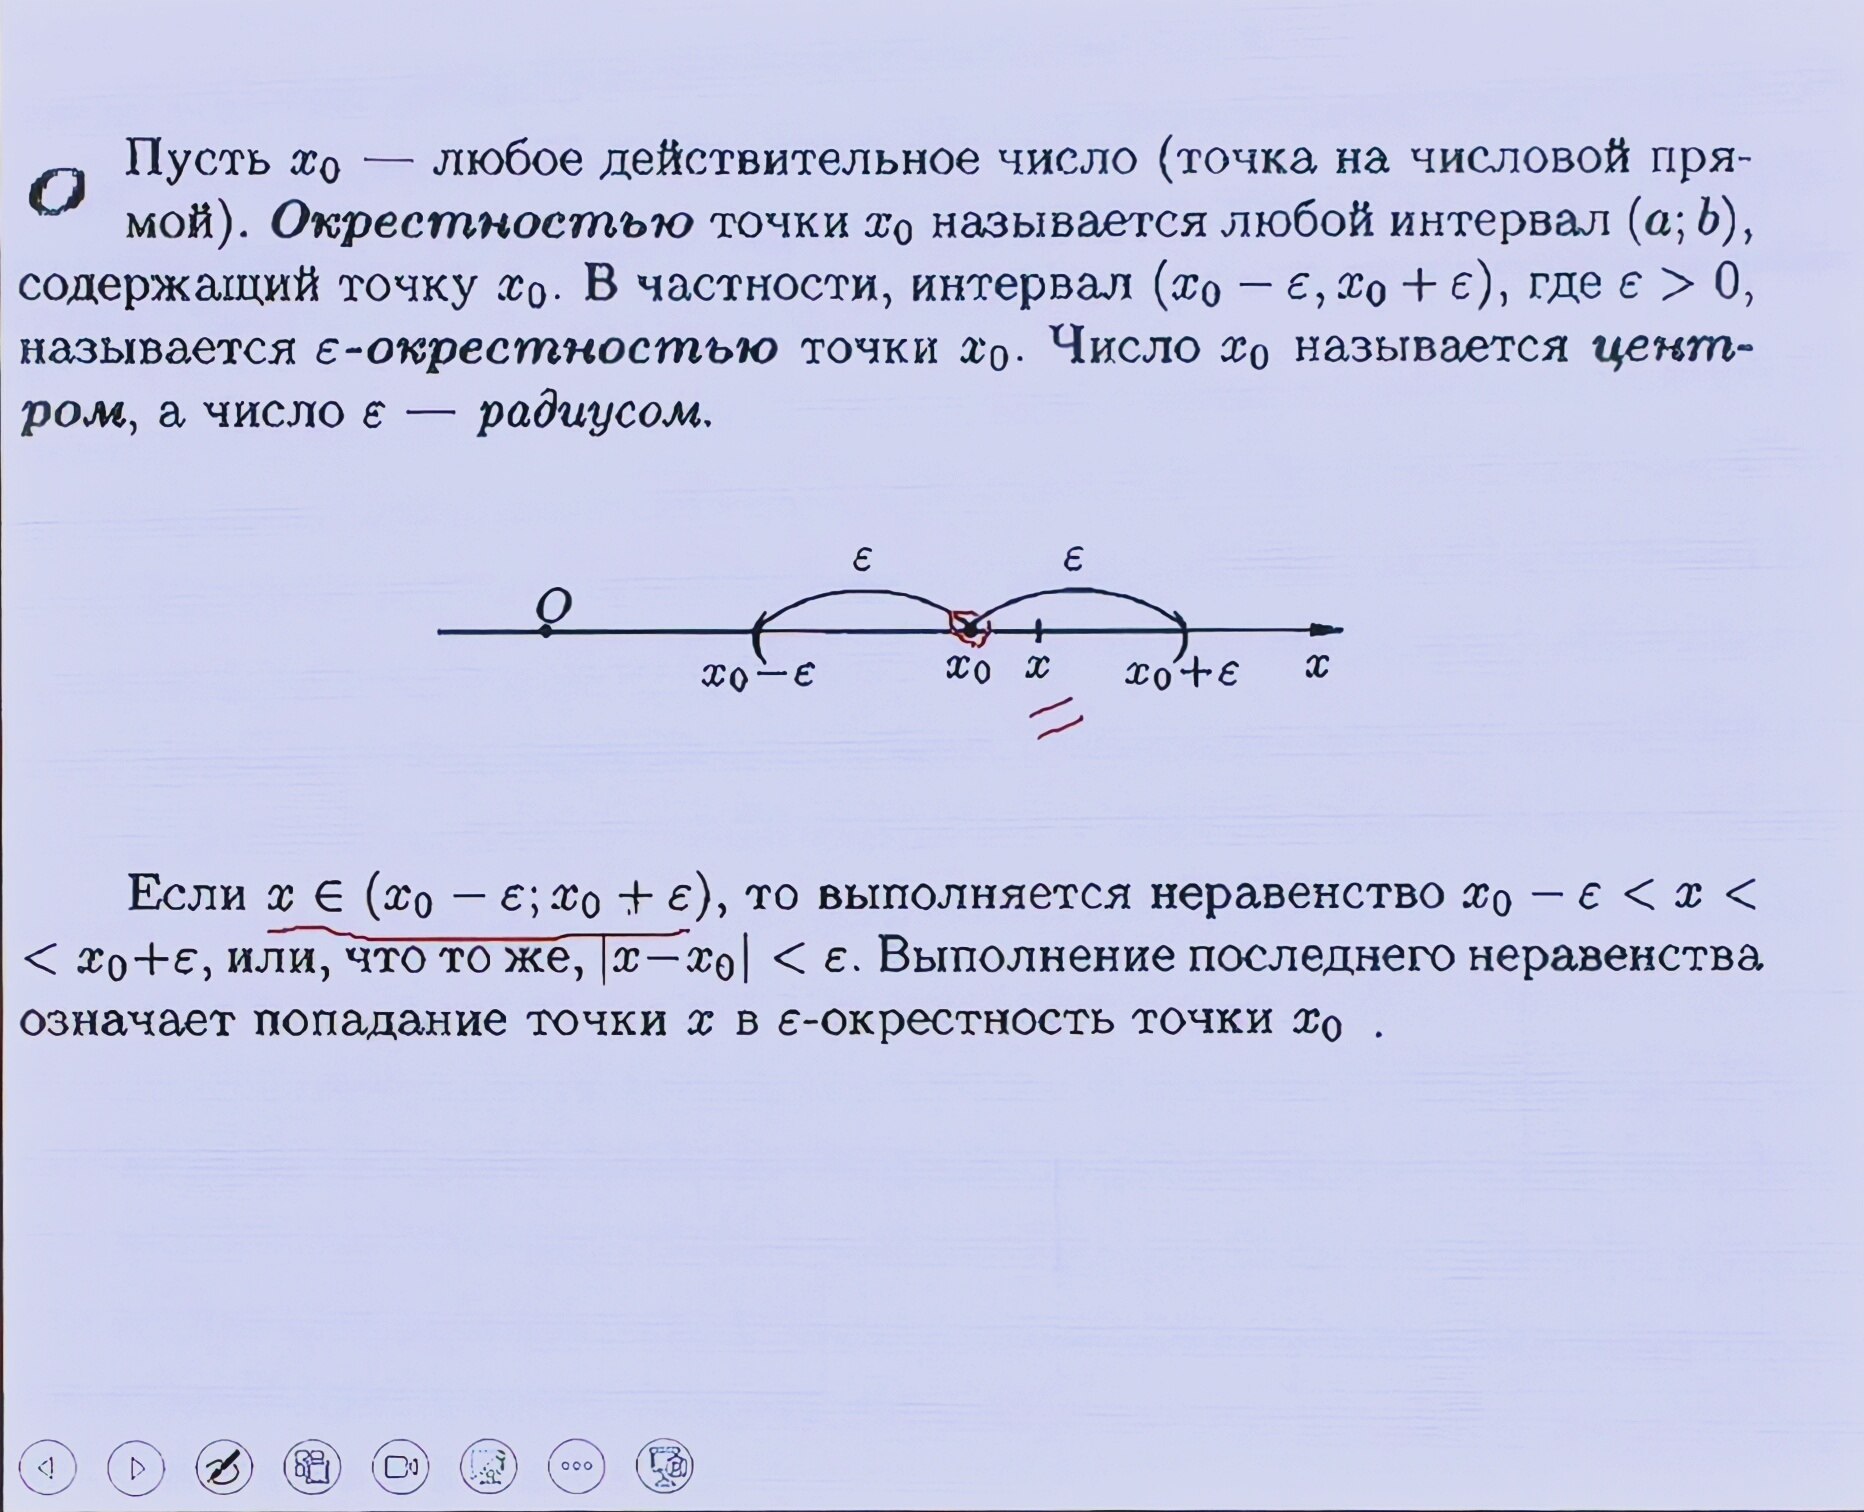 О Пусть x₀ — любое действительное число (точка на числовой пря-
мой). Окрестностью точки x₀ называется любой интервал (a; b),
содержащий точку x₀. В частности, интервал (x₀ − ε, x₀ + ε), где ε > 0,
называется ε-окрестностью точки x₀. Число x₀ называется цент-
ром, а число ε — радиусом.
ε ε
O
x₀−ε x₀ x x₀+ε x
Если x ∈ (x₀ − ε; x₀ + ε), то выполняется неравенство x₀ − ε < x <
< x₀+ε, или, что то же, |x−x₀| < ε. Выполнение последнего неравенства
означает попадание точки x в ε-окрестность точки x₀ .